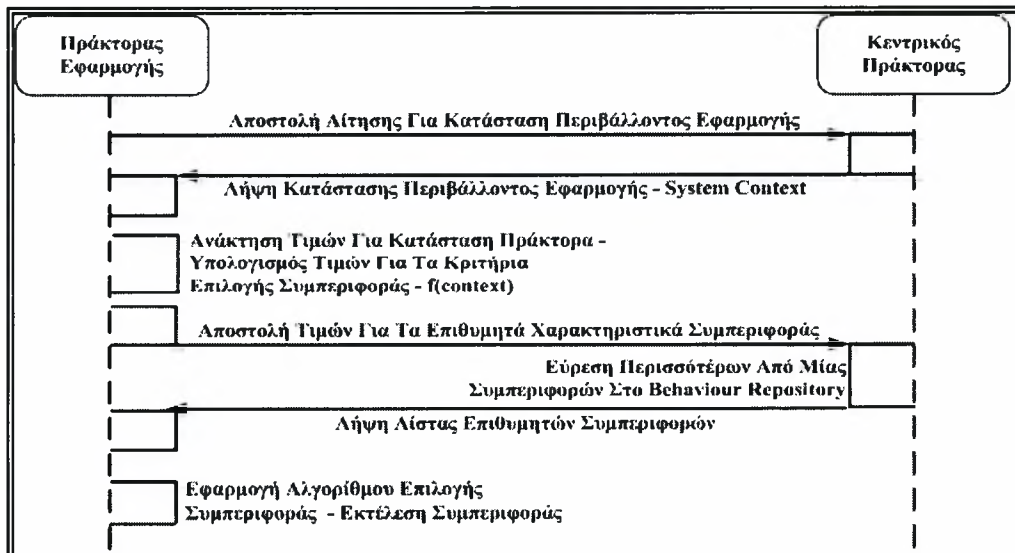 Πράκτορας
Εφαρμογής
Κεντρικός
Πράκτορας
Αποστολή Αίτησης Για Κατάσταση Περιβάλλοντος Εφαρμογής
Λήψη Κατάστασης Περιβάλλοντος Εφαρμογής - System Context
Ανάκτηση Τιμών Για Κατάσταση Πράκτορα -
Υπολογισμός Τιμών Για Τα Κριτήρια
Επιλογής Συμπεριφοράς - f(context)
Αποστολή Τιμών Για Τα Επιθυμητά Χαρακτηριστικά Συμπεριφοράς
Εύρεση Περισσότέρων Από Μίας
Συμπεριφορών Στο Behaviour Repository
Λήψη Λίστας Επιθυμητών Συμπεριφορών
Εφαρμογή Αλγορίθμου Επιλογής
Συμπεριφοράς - Εκτέλεση Συμπεριφοράς